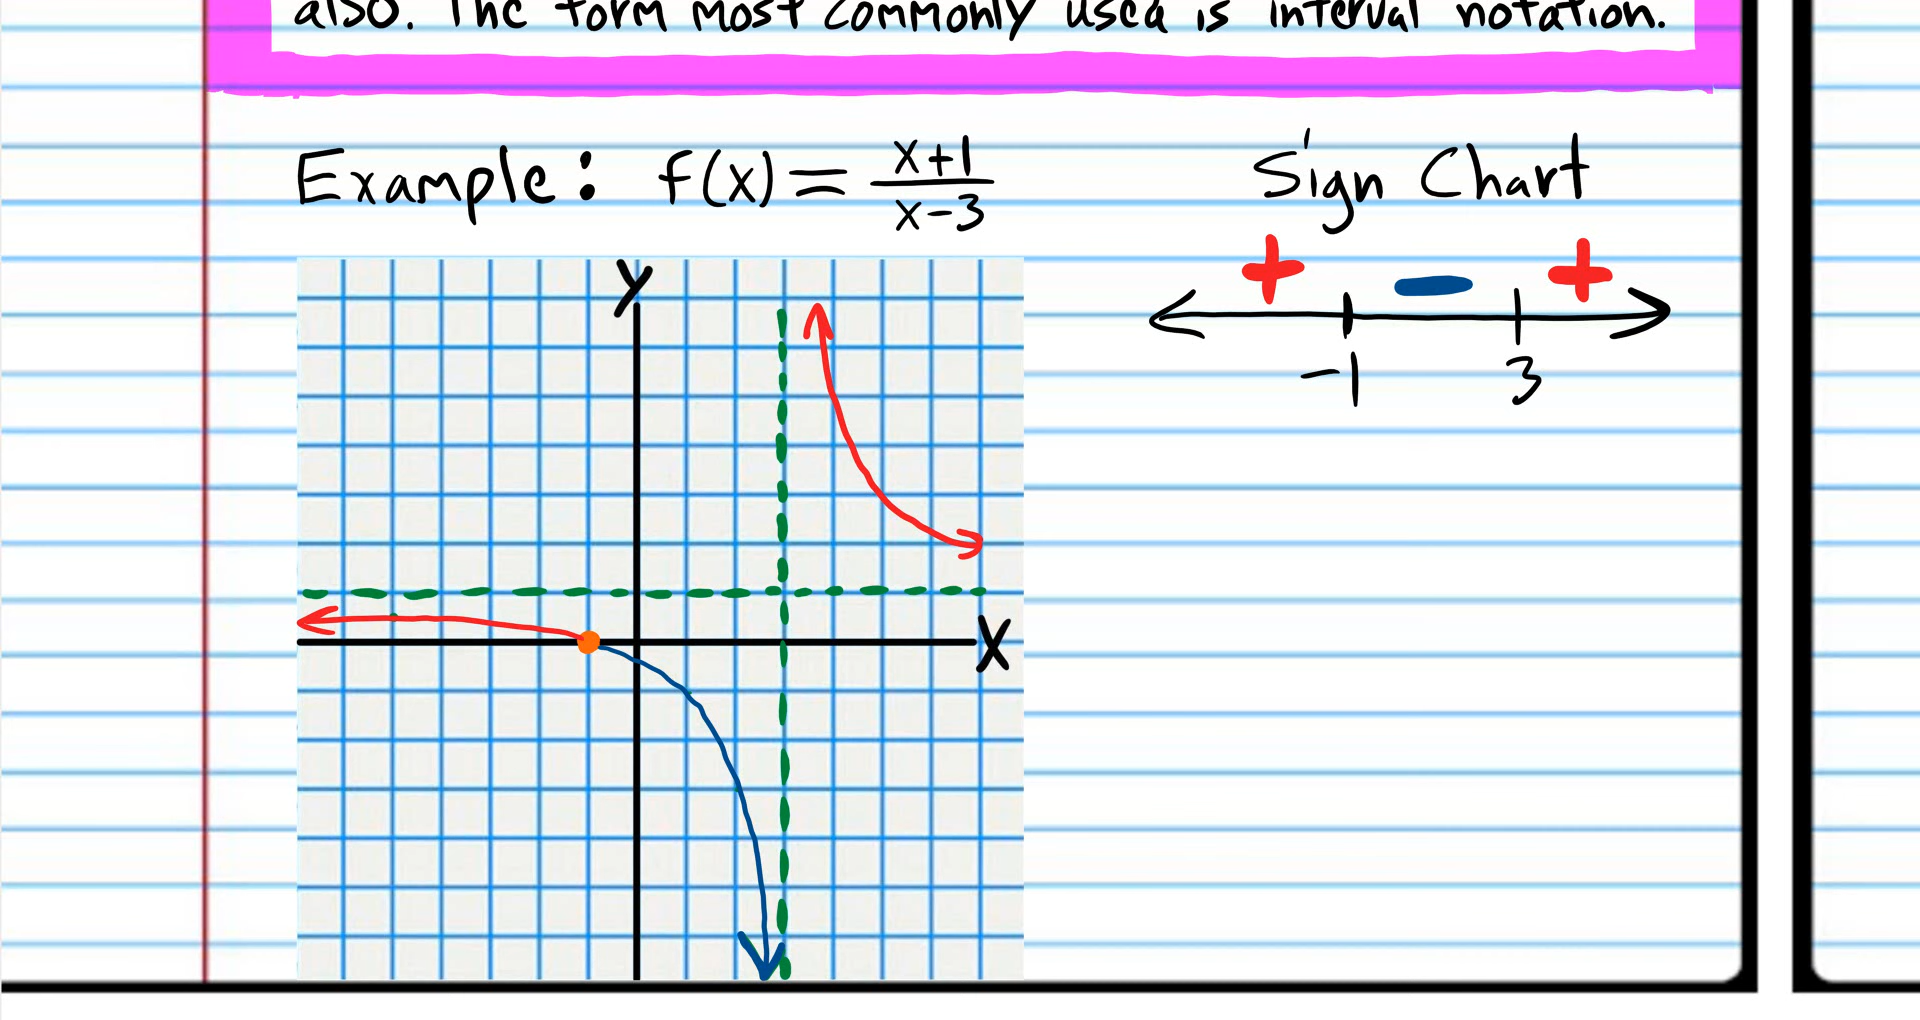 also. The form most commonly used is interval notation.
Example: f(x) = (x+1)/(x-3)
Sign Chart
+ - +
-1 3
y
x